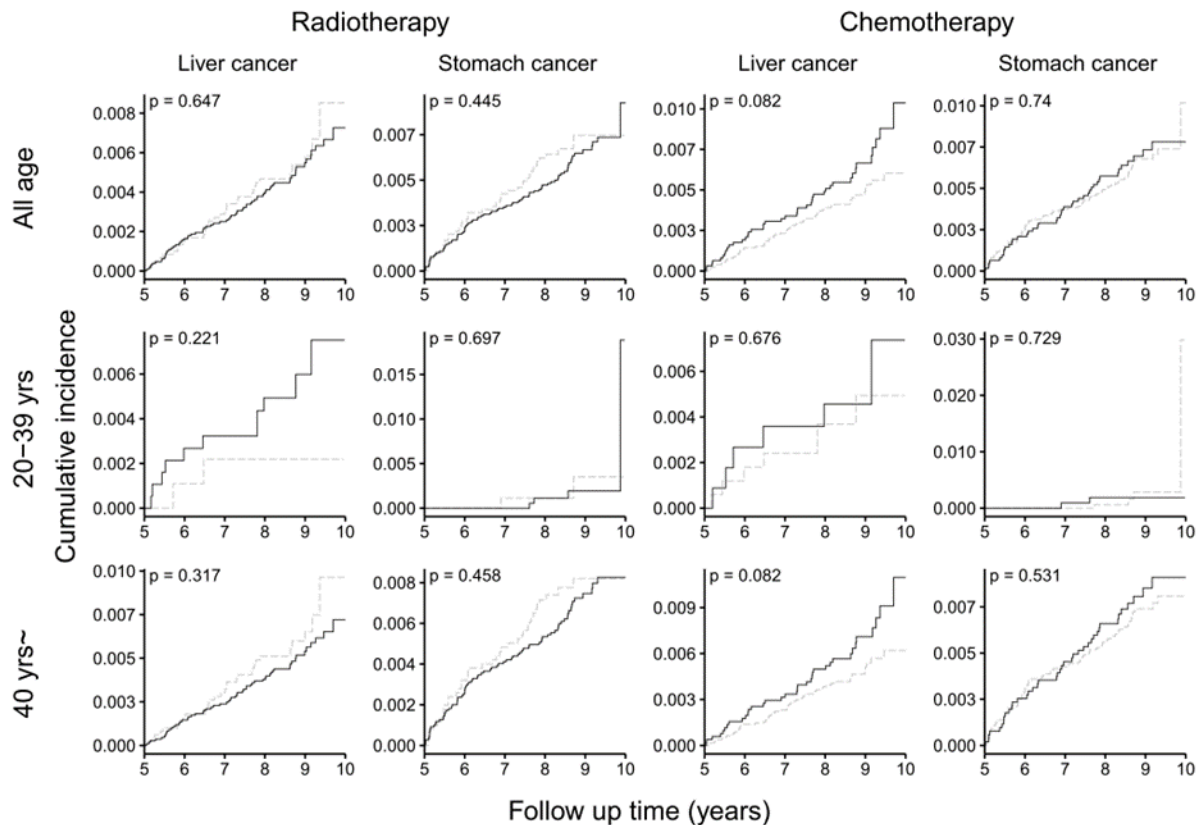 Radiotherapy Chemotherapy
Liver cancer Stomach cancer Liver cancer Stomach cancer
All age
p = 0.647
0.008
0.006
0.003
0.002
0.000
5 6 7 8 9 10
p = 0.445
0.007
0.003
0.000
5 6 7 8 9 10
p = 0.082
0.010
0.007
0.005
0.003
0.000
5 6 7 8 9 10
p = 0.74
0.010
0.007
0.005
0.003
0.000
5 6 7 8 9 10
Cumulative incidence
20−39 yrs
p = 0.221
0.006
0.004
0.002
0.000
5 6 7 8 9 10
p = 0.697
0.015
0.010
0.005
0.000
5 6 7 8 9 10
p = 0.676
0.006
0.004
0.002
0.000
5 6 7 8 9 10
p = 0.729
0.030
0.020
0.010
0.000
5 6 7 8 9 10
40 yrs~
p = 0.317
0.010
0.007
0.005
0.003
0.000
5 6 7 8 9 10
p = 0.458
0.008
0.006
0.004
0.002
0.000
5 6 7 8 9 10
p = 0.082
0.009
0.006
0.003
0.000
5 6 7 8 9 10
p = 0.531
0.007
0.005
0.003
0.000
5 6 7 8 9 10
Follow up time (years)